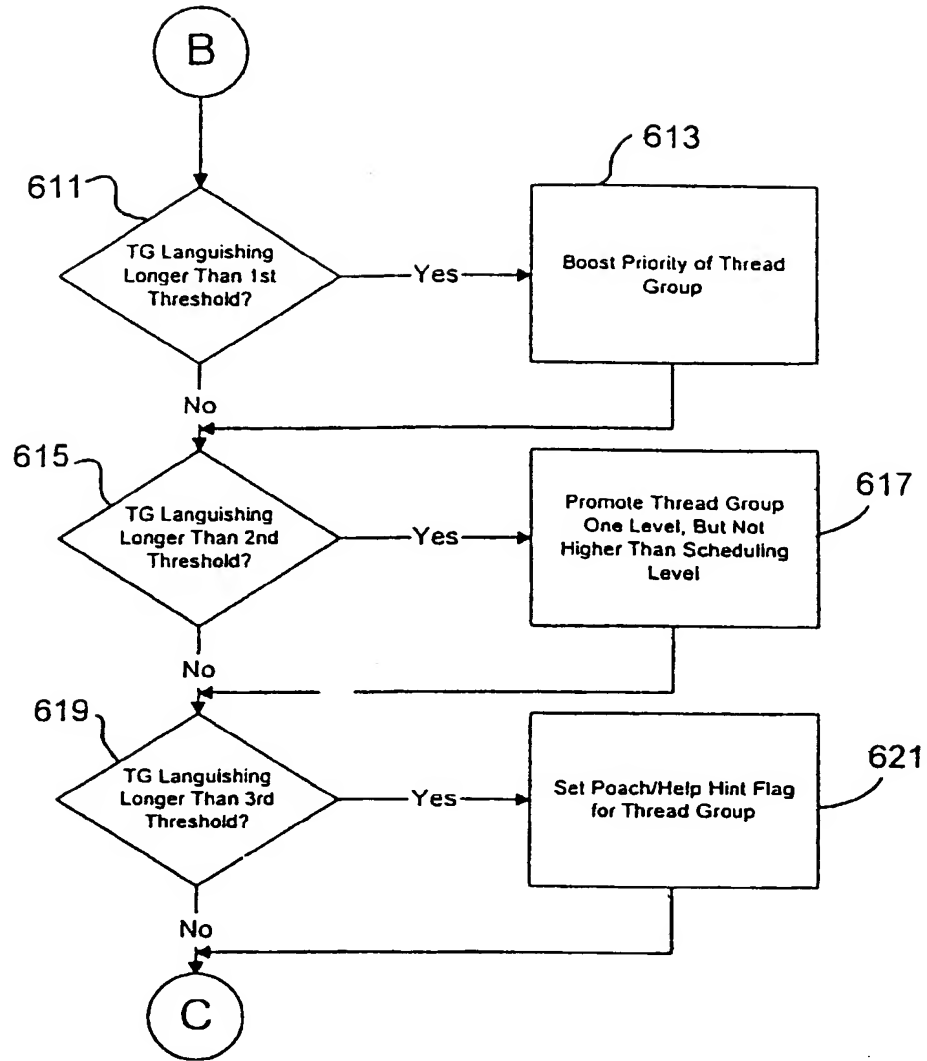 B
611
TG Languishing
Longer Than 1st
Threshold?
Yes
613
Boost Priority of Thread
Group
No
615
TG Languishing
Longer Than 2nd
Threshold?
Yes
Promote Thread Group
One Level, But Not
Higher Than Scheduling
Level
617
No
619
TG Languishing
Longer Than 3rd
Threshold?
Yes
Set Poach/Help Hint Flag
for Thread Group
621
No
C